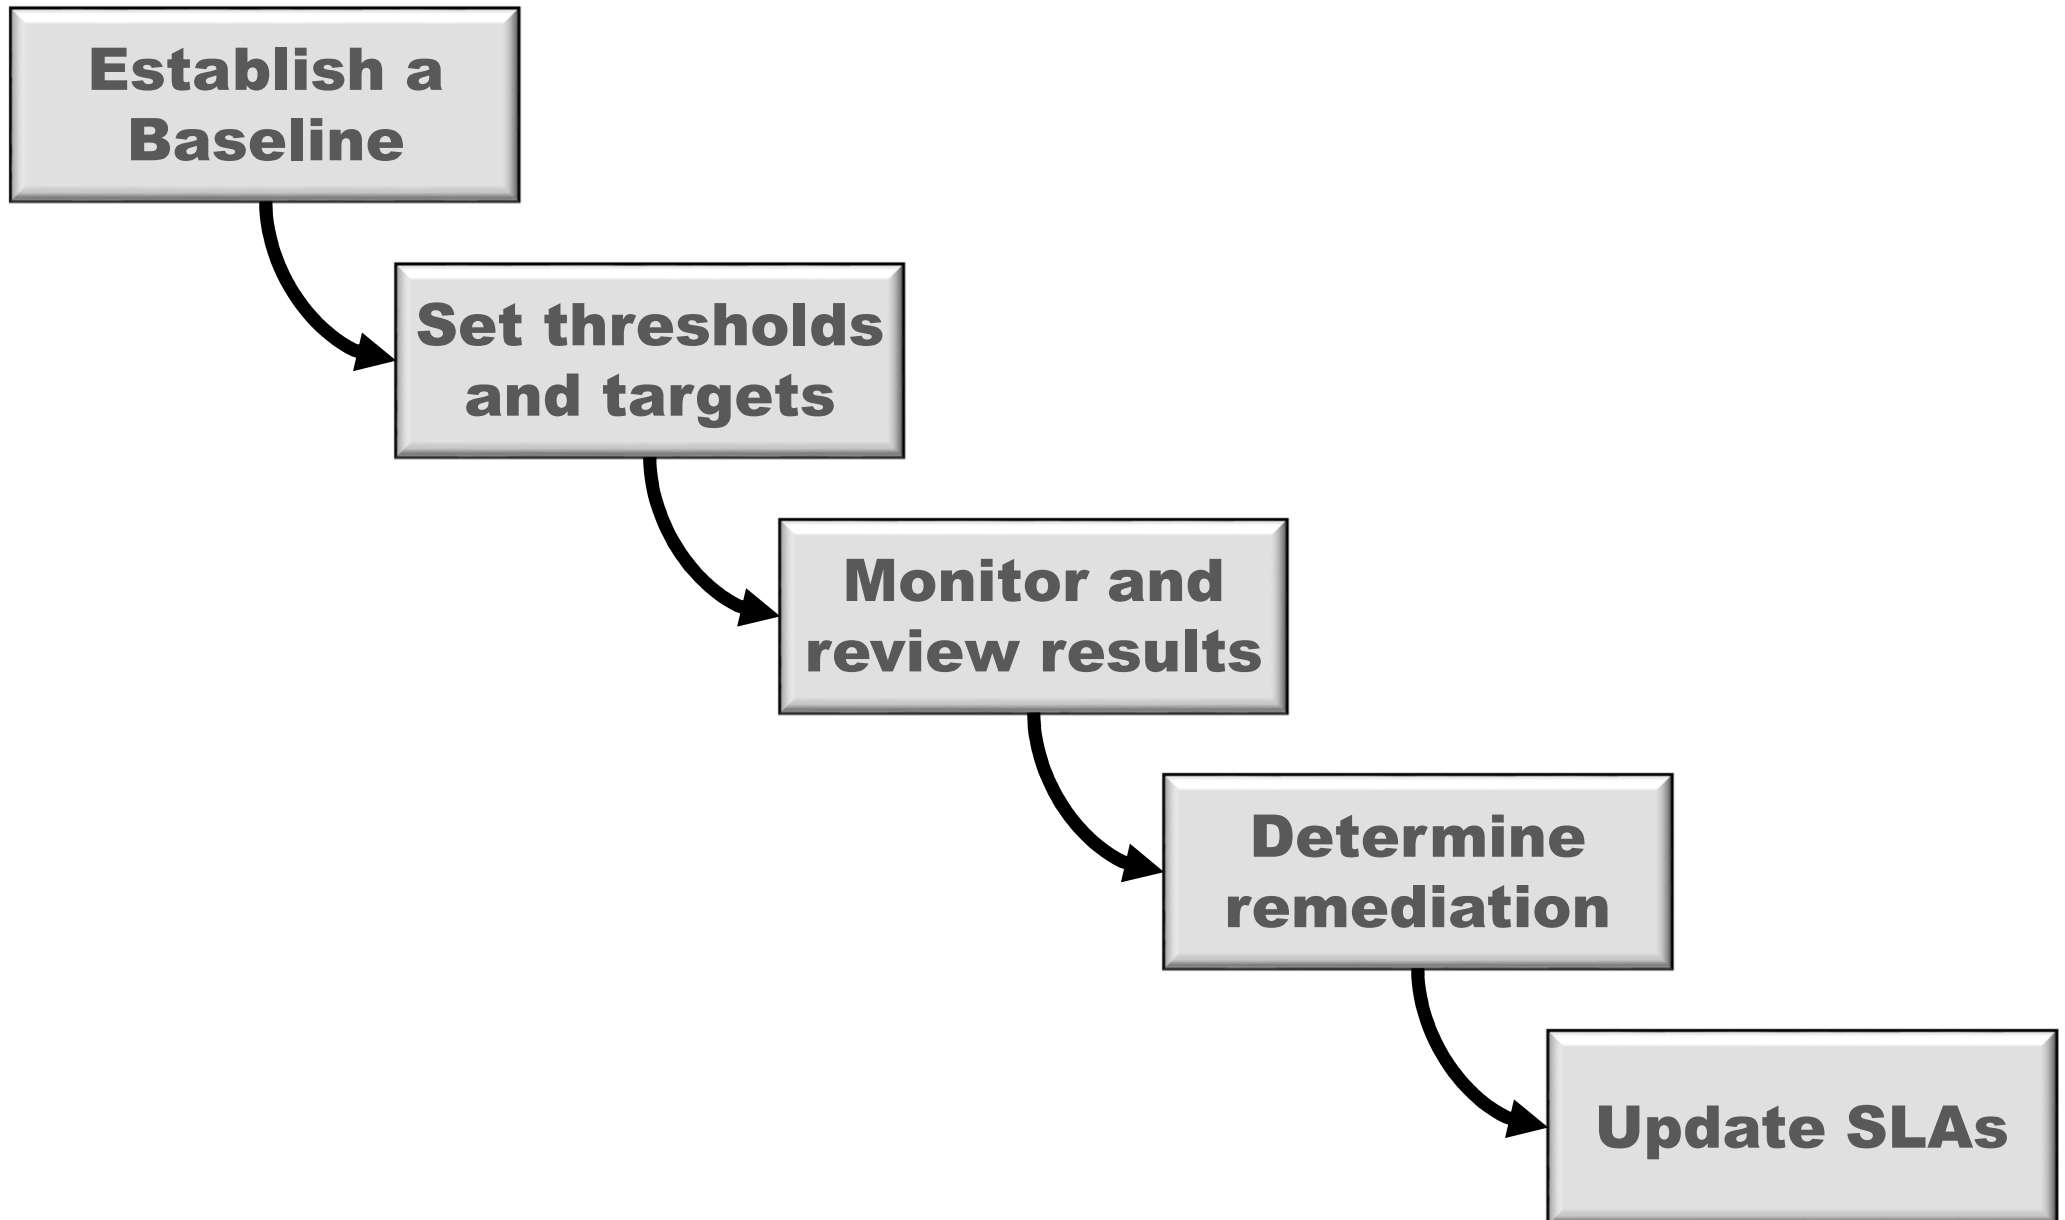 Establish a
Baseline
Set thresholds
and targets
Monitor and
review results
Determine
remediation
Update SLAs